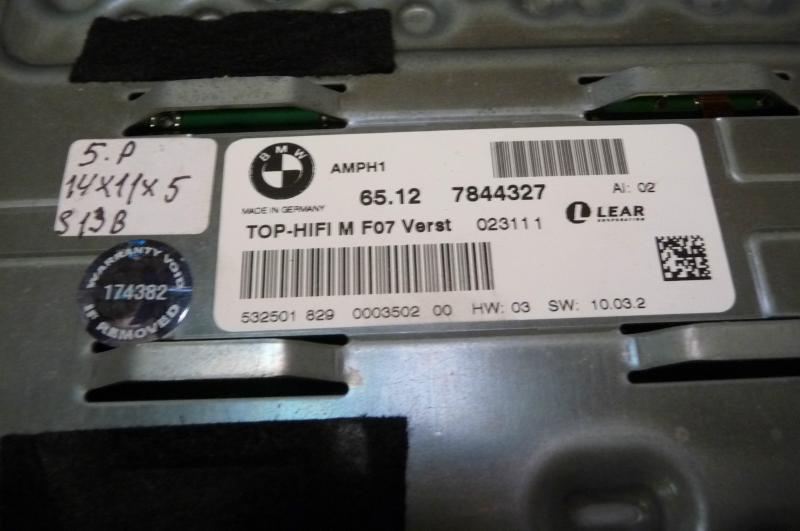 5.P
14X11X5
S13B
WARRANTY VOID
174382
IF REMOVED
BMW
AMPH1
MADE IN GERMANY
65.12 7844327 AI: 02
TOP-HIFI M F07 Verst 023111 LEAR
CORPORATION
532501 829 0003502 00 HW: 03 SW: 10.03.2